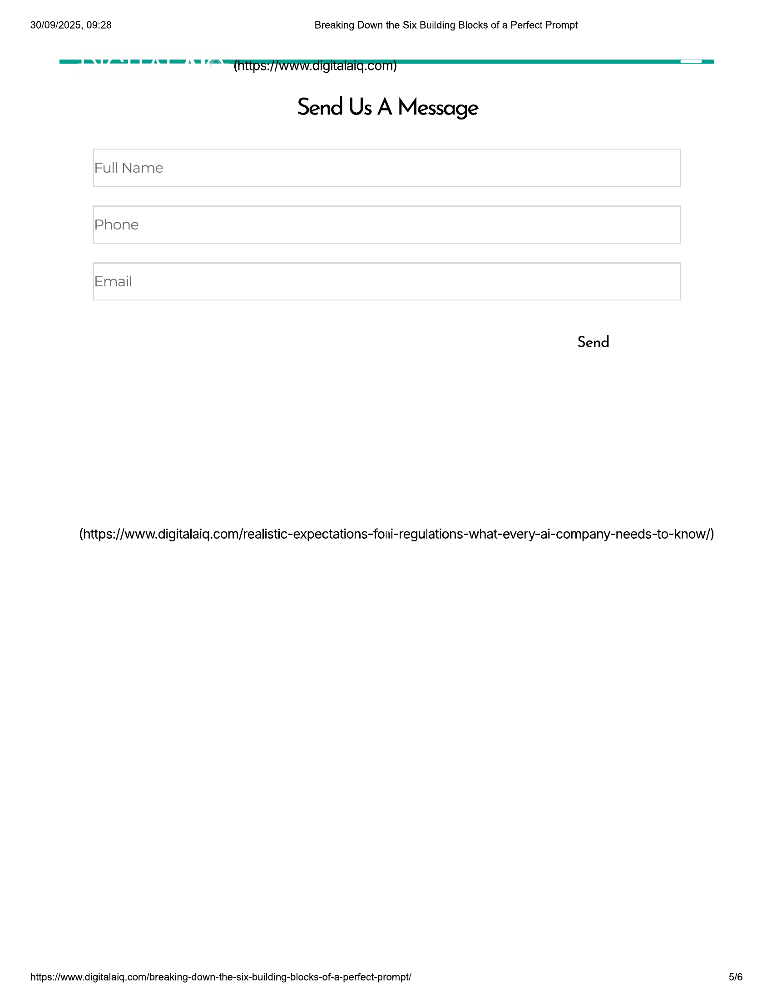 30/09/2025, 09:28 Breaking Down the Six Building Blocks of a Perfect Prompt
(https://www.digitalaiq.com)
Send Us A Message
Full Name
Phone
Email
Send
(https://www.digitalaiq.com/realistic-expectations-fo i-regulations-what-every-ai-company-needs-to-know/)
https://www.digitalaiq.com/breaking-down-the-six-building-blocks-of-a-perfect-prompt/ 5/6